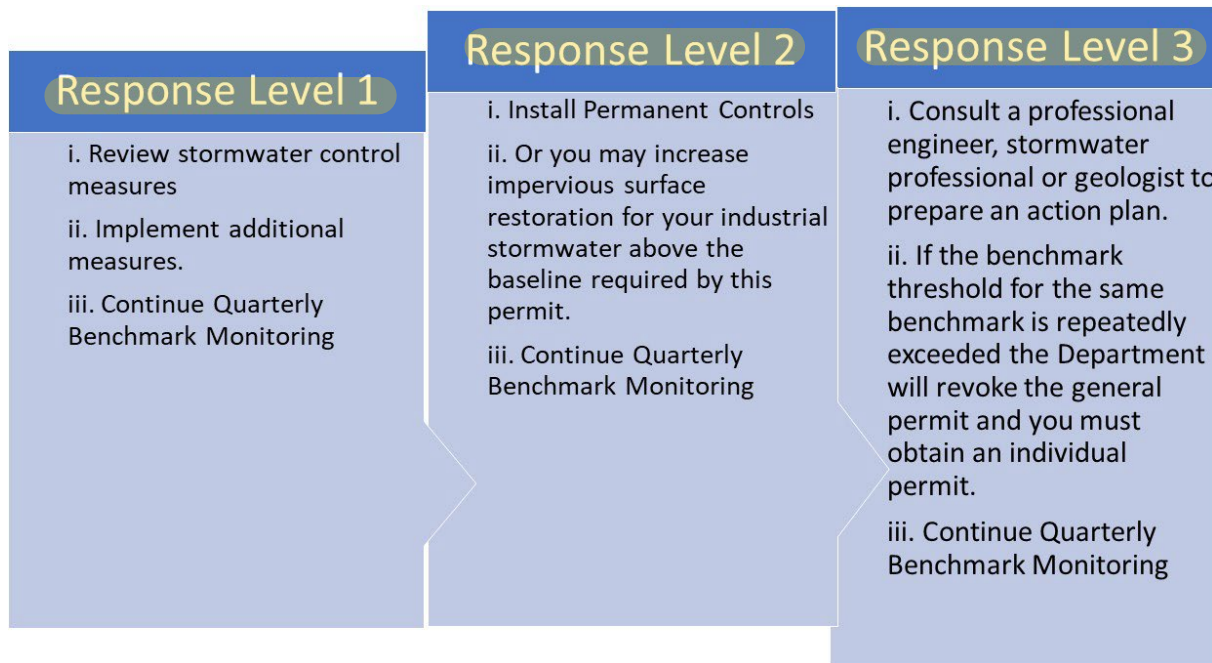 Response Level 1
i. Review stormwater control
measures
ii. Implement additional
measures.
iii. Continue Quarterly
Benchmark Monitoring
Response Level 2
i. Install Permanent Controls
ii. Or you may increase
impervious surface
restoration for your industrial
stormwater above the
baseline required by this
permit.
iii. Continue Quarterly
Benchmark Monitoring
Response Level 3
i. Consult a professional
engineer, stormwater
professional or geologist to
prepare an action plan.
ii. If the benchmark
threshold for the same
benchmark is repeatedly
exceeded the Department
will revoke the general
permit and you must
obtain an individual
permit.
iii. Continue Quarterly
Benchmark Monitoring